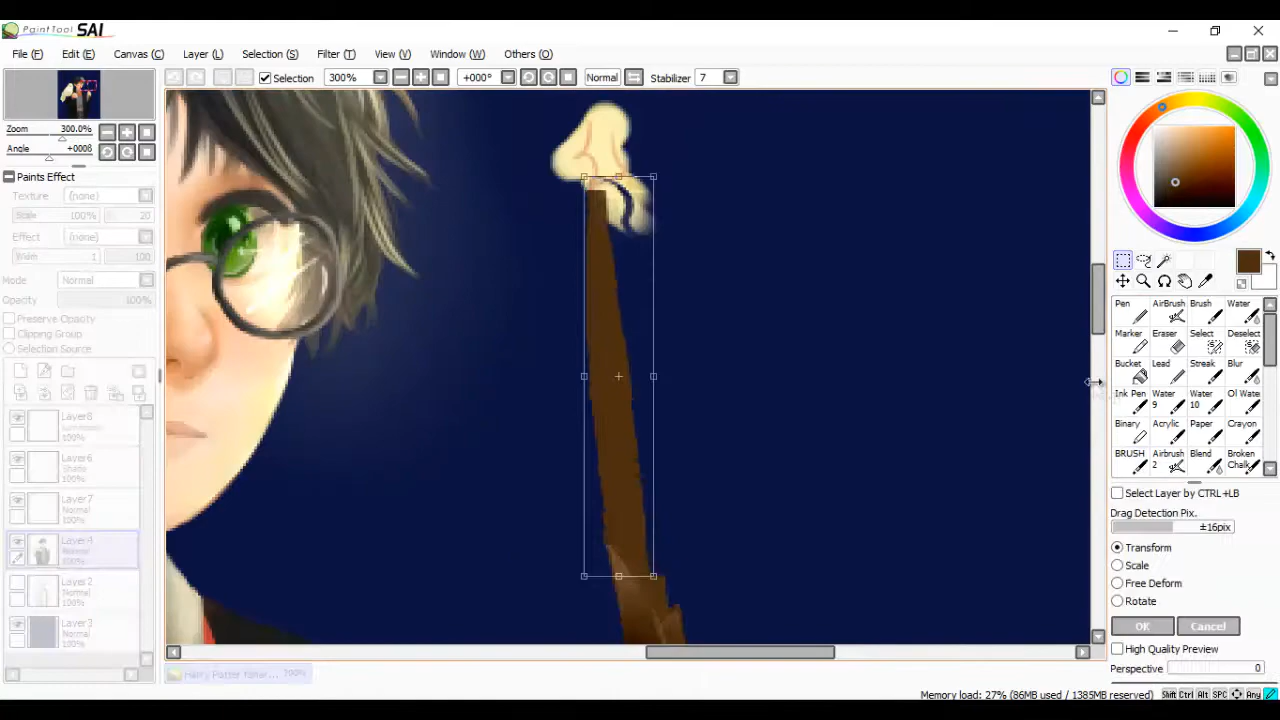 PaintTool SAI
File (F) Edit (E) Canvas (C) Layer (L) Selection (S) Filter (T) View (V) Window (W) Others (O)
Selection 300% +000° Normal Stabilizer 7
Zoom 300.0%
Angle +0008
Paints Effect
Texture (none)
Scale 100% 20
Effect (none)
1 100
Mode Normal
Opacity 100%
Preserve Opacity
Clipping Group
Selection Source
Layer8
100%
Layer6
Shade
100%
Layer7
Normal
100%
Layer4
Normal
100%
Layer2
Normal
100%
Layer3
Normal
100%
Pen AirBrush Brush Water
Marker Eraser Select Deselect
Bucket Lead Streak Blur
Ink Pen Water 9 Water 10 Ol Wate
Binary Acrylic Paper Crayon
BRUSH Airbrush 2 Blend Broken Chalk
Select Layer by CTRL+LB
Drag Detection Pix.
±16pix
Transform
Scale
Free Deform
Rotate
OK Cancel
High Quality Preview
Perspective 0
Harry Potter
Memory load: 27% (86MB used / 1385MB reserved) Shift Ctrl Alt SPC Any